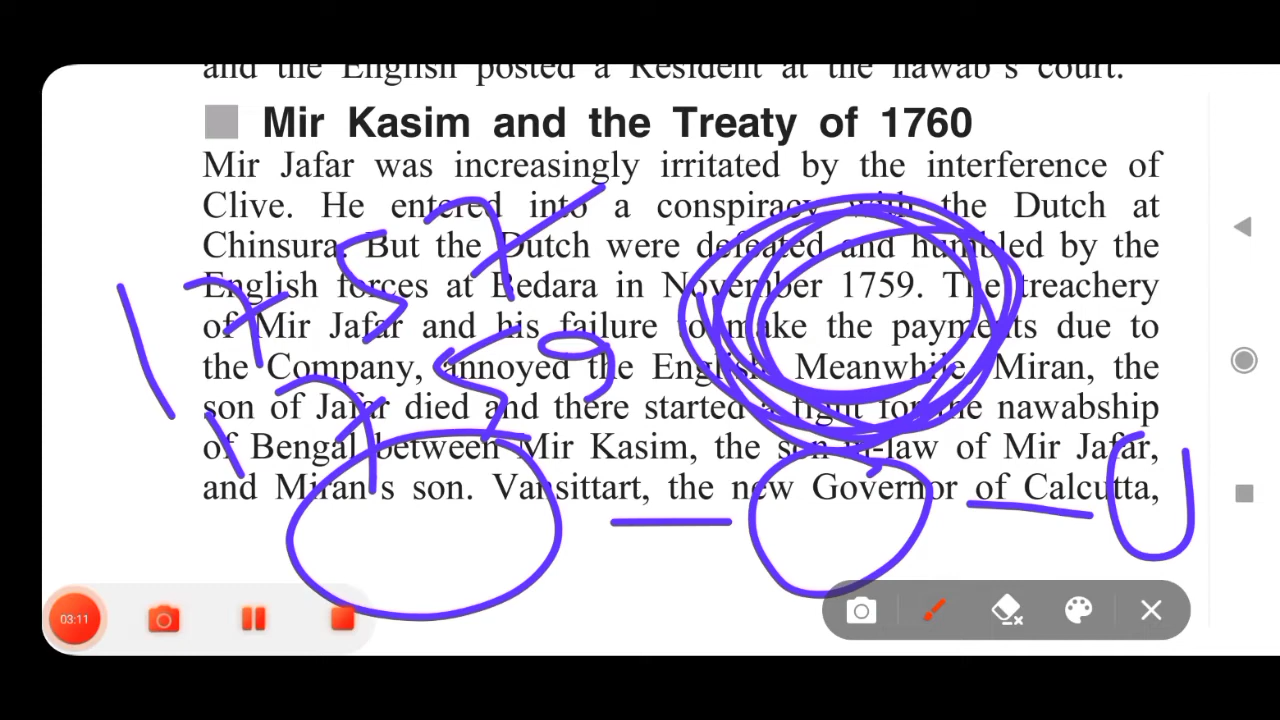 and the English posted a Resident at the nawab's court.
Mir Kasim and the Treaty of 1760
Mir Jafar was increasingly irritated by the interference of
Clive. He entered into a conspiracy with the Dutch at
Chinsura. But the Dutch were defeated and humbled by the
English forces at Bedara in November 1759. The treachery
of Mir Jafar and his failure to make the payments due to
the Company, annoyed the English. Meanwhile, Miran, the
son of Jafar died and there started a fight for the nawabship
of Bengal between Mir Kasim, the son-in-law of Mir Jafar,
and Miran's son. Vansittart, the new Governor of Calcutta,
1757
1759
03:11